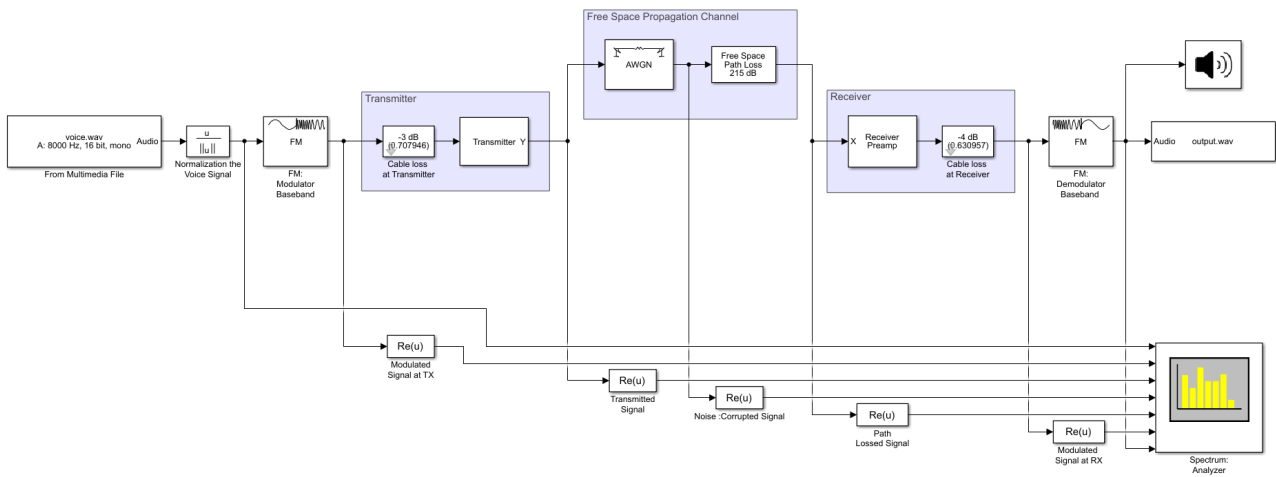 Free Space Propagation Channel
AWGN
Free Space
Path Loss
215 dB
Transmitter
-3 dB
(0.707946)
Cable loss
at Transmitter
Transmitter Y
Receiver
X
Receiver
Preamp
-4 dB
(0.630957)
Cable loss
at Receiver
voice.wav
A: 8000 Hz, 16 bit, mono
Audio
From Multimedia File
u
||u||
Normalization the
Voice Signal
FM
FM:
Modulator
Baseband
FM
FM:
Demodulator
Baseband
Audio
output.wav
Re(u)
Modulated
Signal at TX
Re(u)
Transmitted
Signal
Re(u)
Noise :Corrupted Signal
Re(u)
Path
Lossed Signal
Re(u)
Modulated
Signal at RX
Spectrum:
Analyzer